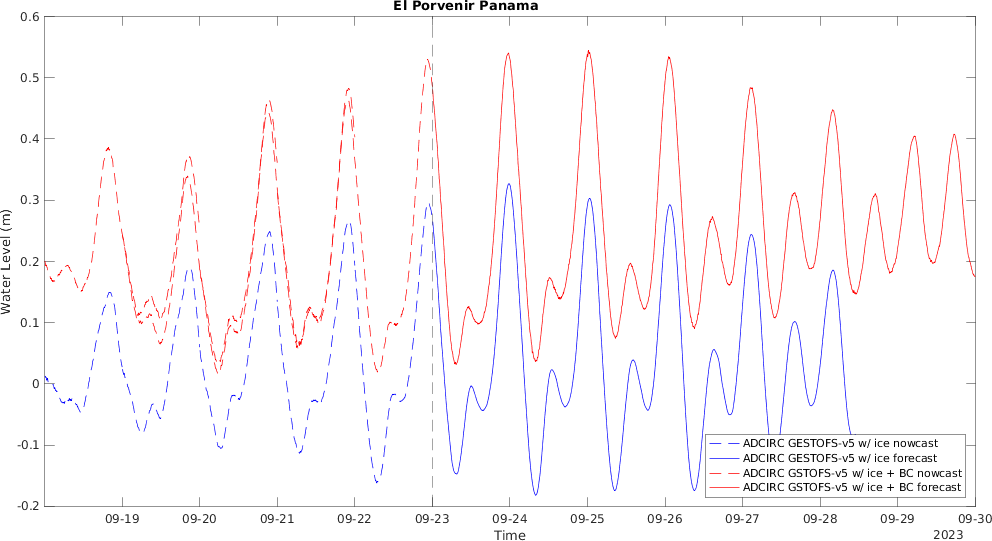 El Porvenir Panama
0.6
0.5
0.4
0.3
0.2
0.1
0
-0.1
-0.2
Water Level (m)
ADCIRC GESTOFS-v5 w/ ice nowcast
ADCIRC GESTOFS-v5 w/ ice forecast
ADCIRC GSTOFS-v5 w/ ice + BC nowcast
ADCIRC GSTOFS-v5 w/ ice + BC forecast
09-19 09-20 09-21 09-22 09-23 09-24 09-25 09-26 09-27 09-28 09-29 09-30
Time
2023